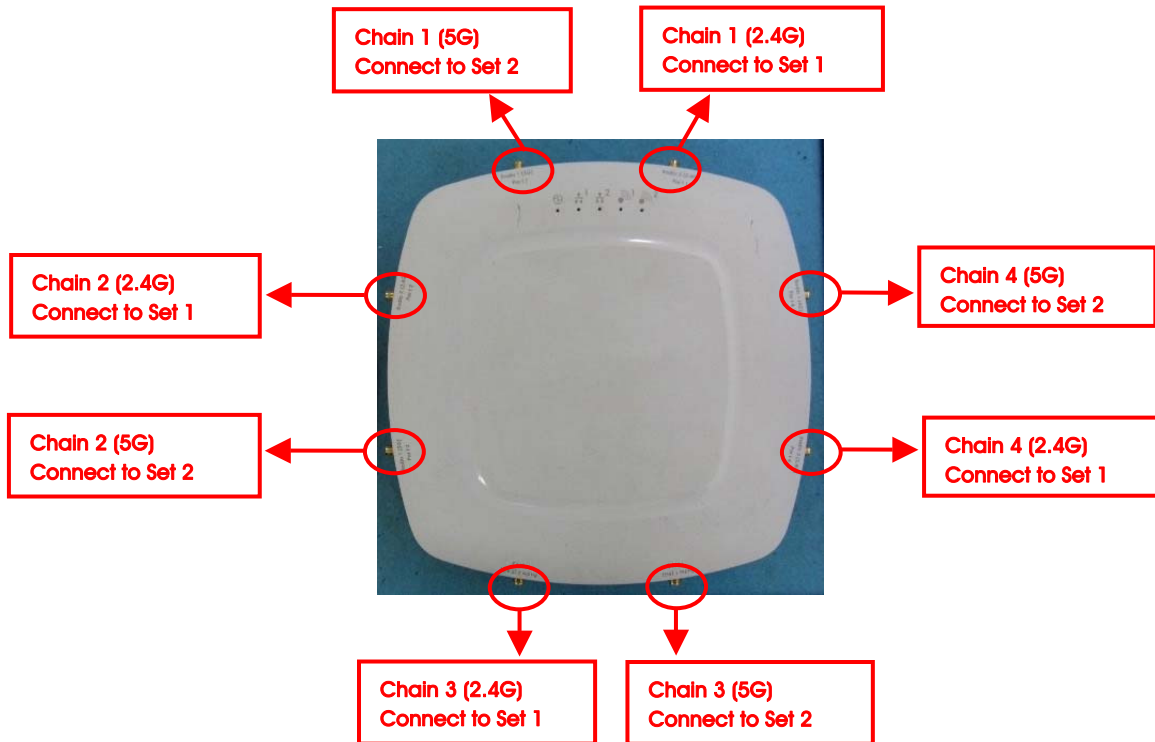 Chain 1 (5G)
Connect to Set 2
Chain 1 (2.4G)
Connect to Set 1
Chain 2 (2.4G)
Connect to Set 1
Chain 4 (5G)
Connect to Set 2
Chain 2 (5G)
Connect to Set 2
Chain 4 (2.4G)
Connect to Set 1
Chain 3 (2.4G)
Connect to Set 1
Chain 3 (5G)
Connect to Set 2